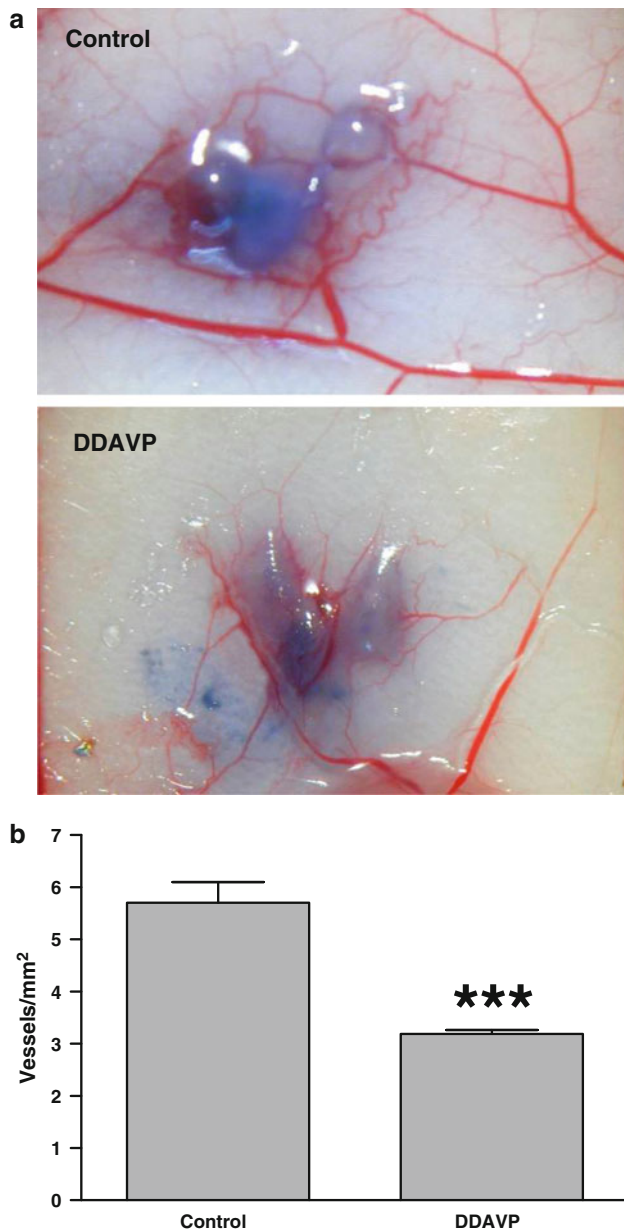 a
Control
DDAVP
b
Vessels/mm²
7
6
5
4
3
2
1
0
***
Control
DDAVP